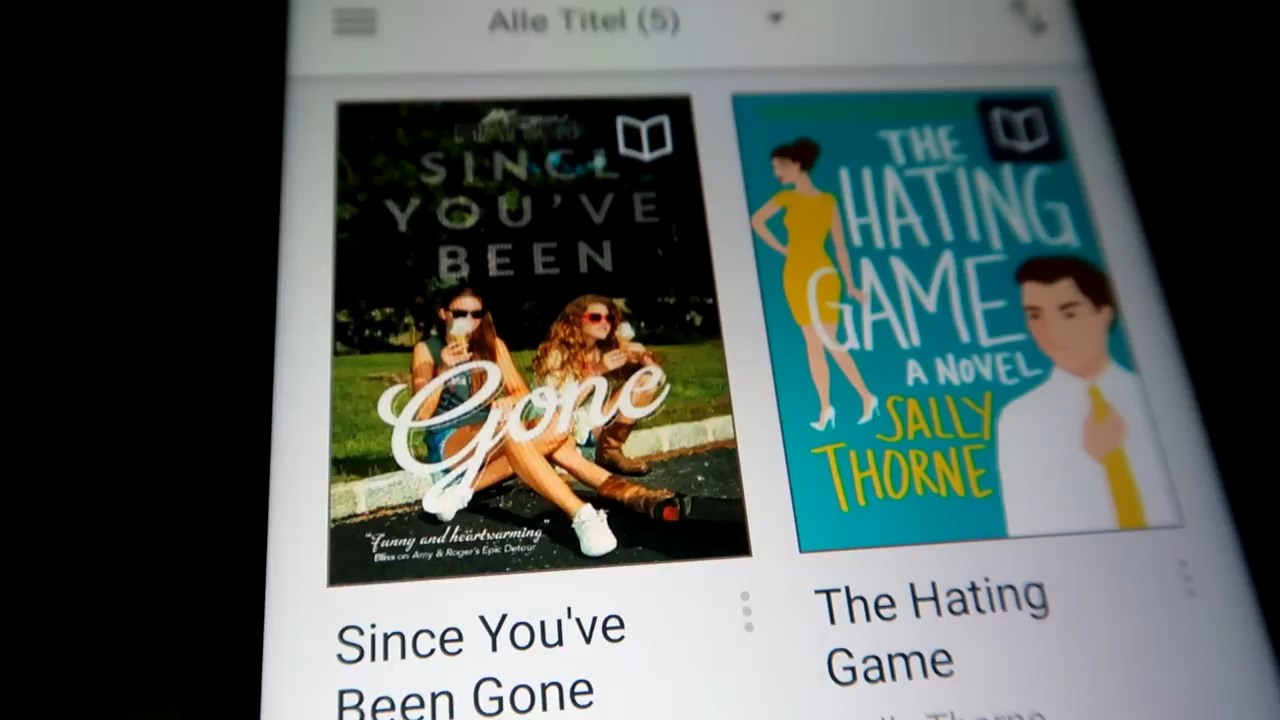 Alle Titel (5)
SINCE
YOU'VE
BEEN
Gone
"Funny and heartwarming"
Bliss on Amy & Roger's Epic Detour
THE
HATING
GAME
A NOVEL
SALLY
THORNE
Since You've
Been Gone
The Hating
Game
Thorne